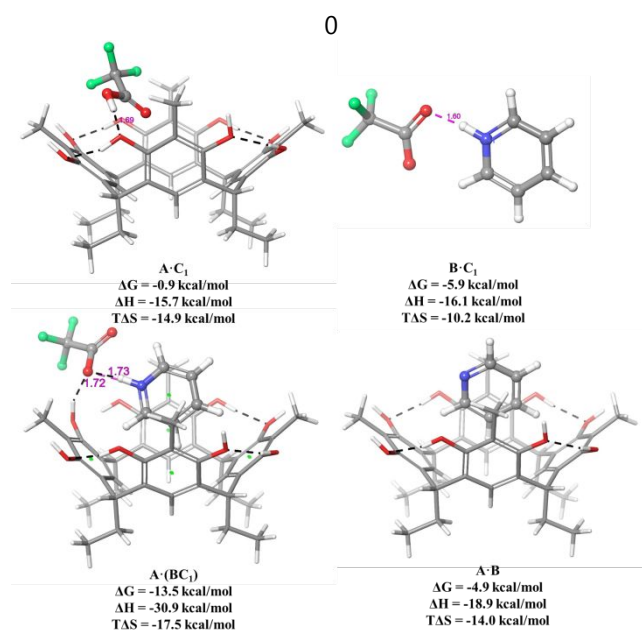 0
1.69
1.60
A·C₁
ΔG = -0.9 kcal/mol
ΔH = -15.7 kcal/mol
TΔS = -14.9 kcal/mol
B·C₁
ΔG = -5.9 kcal/mol
ΔH = -16.1 kcal/mol
TΔS = -10.2 kcal/mol
1.73
1.72
A·(BC₁)
ΔG = -13.5 kcal/mol
ΔH = -30.9 kcal/mol
TΔS = -17.5 kcal/mol
A·B
ΔG = -4.9 kcal/mol
ΔH = -18.9 kcal/mol
TΔS = -14.0 kcal/mol